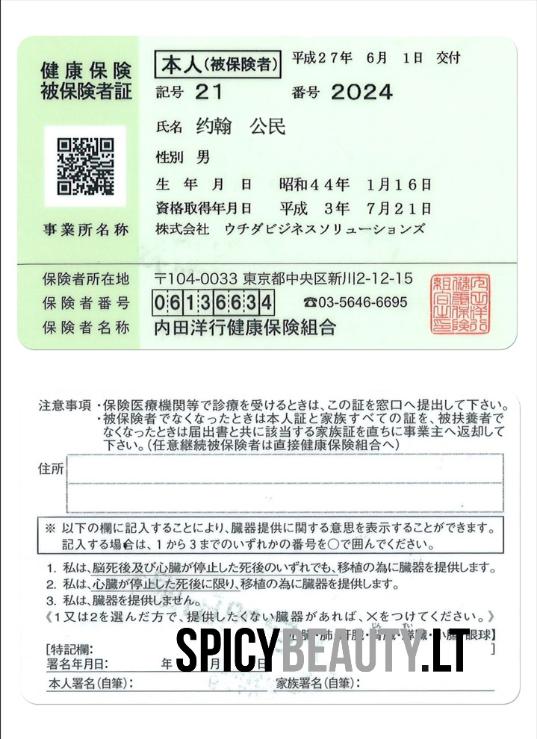 健康保険
被保険者証
本人(被保険者)
平成27年 6月 1日 交付
記号 21
番号 2024
氏名 约翰 公民
性別 男
生年月日 昭和44年 1月16日
資格取得年月日 平成 3年 7月21日
事業所名称 株式会社 ウチダビジネスソリューションズ
保険者所在地 〒104-0033 東京都中央区新川2-12-15
保険者番号 06136634 ☎03-5646-6695
保険者名称 内田洋行健康保険組合
注意事項 ・保険医療機関等で診療を受けるときは、この証を窓口へ提出して下さい。
・被保険者でなくなったときは本人証と家族すべての証を、被扶養者で
なくなったときは届出書と共に該当する家族証を直ちに事業主へ返却して
下さい。(任意継続被保険者は直接健康保険組合へ)
住所
※ 以下の欄に記入することにより、臓器提供に関する意思を表示することができます。
記入する場合は、1から3までのいずれかの番号を○で囲んでください。
1. 私は、脳死後及び心臓が停止した死後のいずれでも、移植の為に臓器を提供します。
2. 私は、心臓が停止した死後に限り、移植の為に臓器を提供します。
3. 私は、臓器を提供しません。
《1又は2を選んだ方で、提供したくない臓器があれば、×をつけてください。》
・肺・肝臓・腎臓・膵臓・小腸・眼球】
[特記欄: ]
署名年月日: 年 月 日
SPICYBEAUTY.LT
本人署名(自筆): 家族署名(自筆):